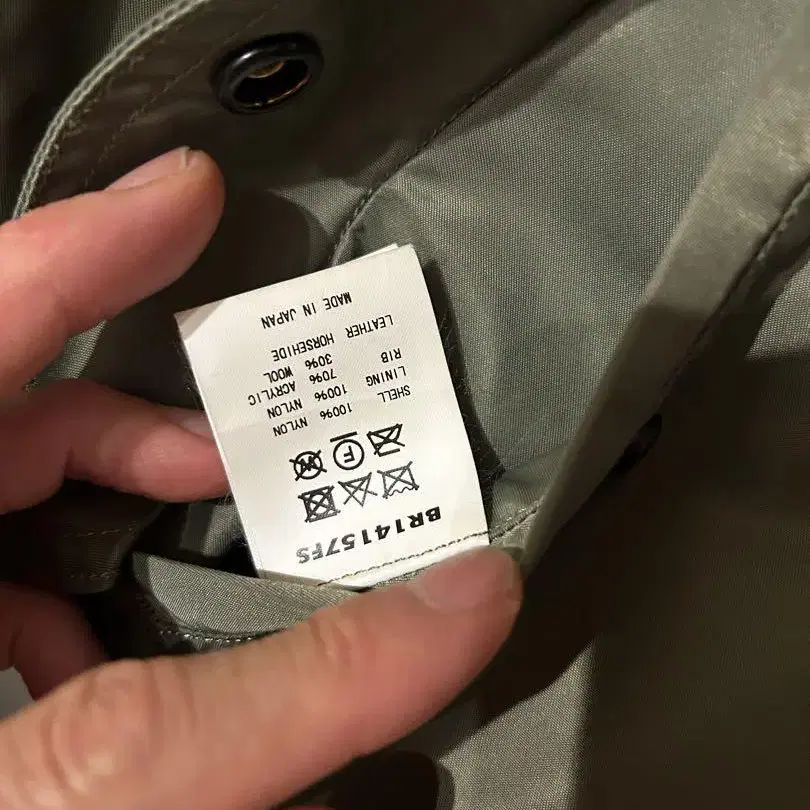 BR14157FS
F W
SHELL 100% NYLON
LINING 100% NYLON
RIB 70% ACRYLIC
30% WOOL
LEATHER HORSEHIDE
MADE IN JAPAN